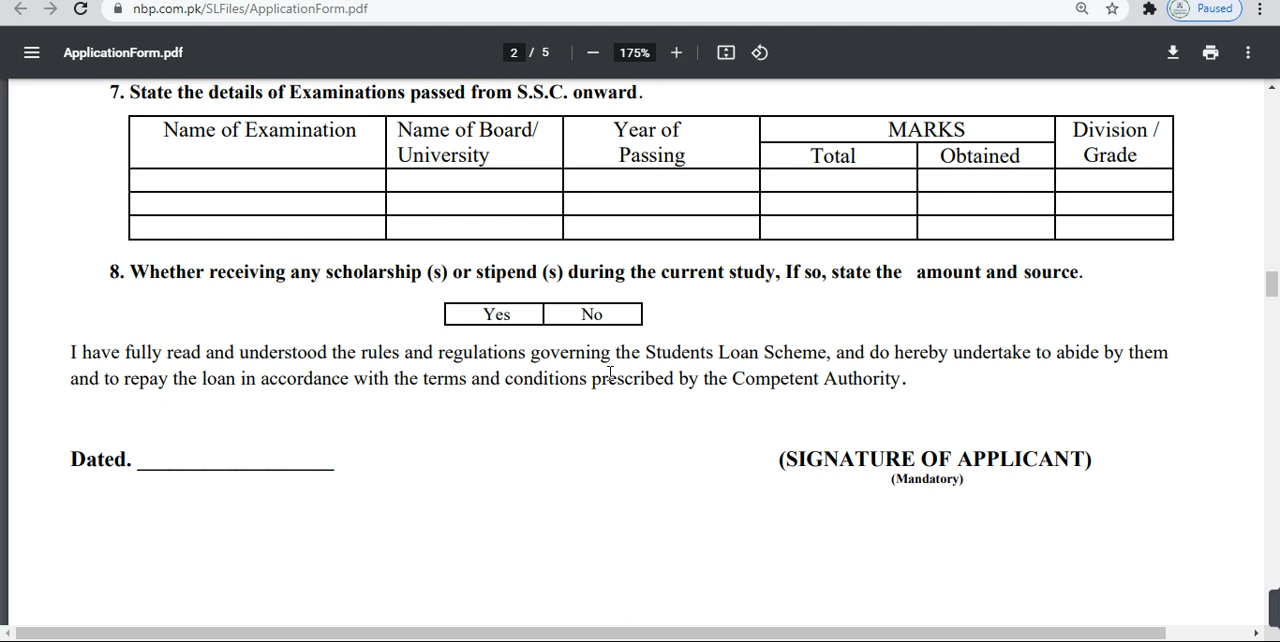 nbp.com.pk/SLFiles/ApplicationForm.pdf
Paused
ApplicationForm.pdf
2 / 5
175%
7. State the details of Examinations passed from S.S.C. onward.
Name of Examination
Name of Board/
University
Year of
Passing
MARKS
Total
Obtained
Division /
Grade
8. Whether receiving any scholarship (s) or stipend (s) during the current study, If so, state the amount and source.
Yes
No
I have fully read and understood the rules and regulations governing the Students Loan Scheme, and do hereby undertake to abide by them
and to repay the loan in accordance with the terms and conditions prescribed by the Competent Authority.
Dated. __________________
(SIGNATURE OF APPLICANT)
(Mandatory)